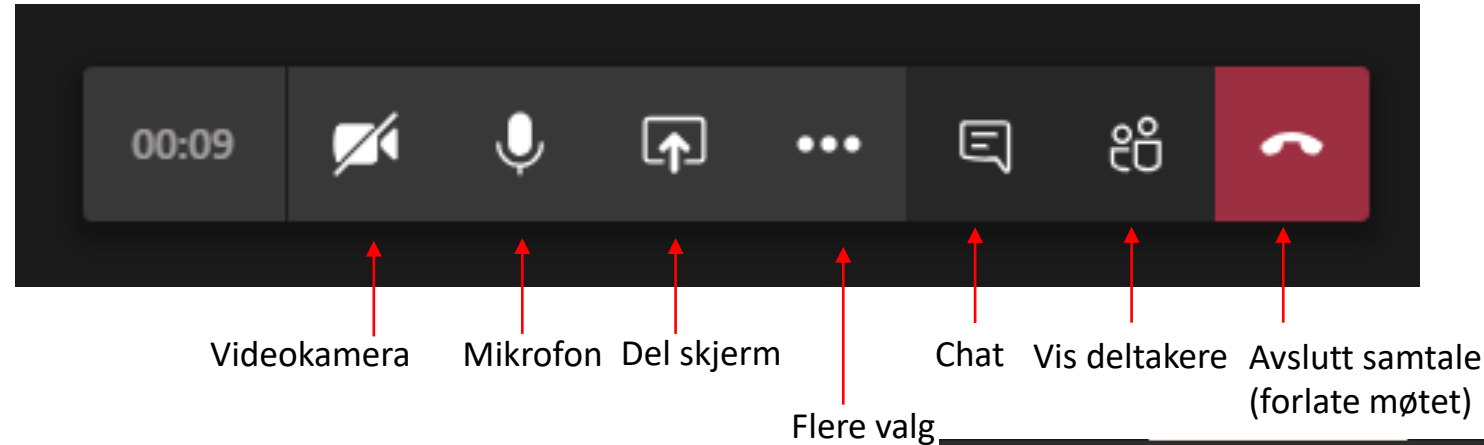 00:09
Videokamera
Mikrofon
Del skjerm
Flere valg
Chat
Vis deltakere
Avslutt samtale
(forlate møtet)